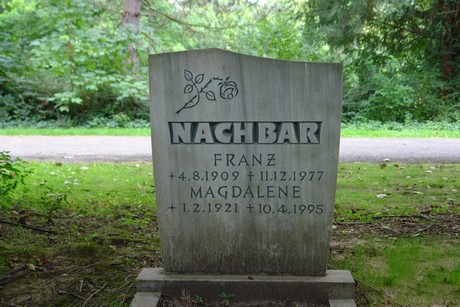 NACHBAR
FRANZ
+4.8.1909 +11.12.1977
MAGDALENE
+1.2.1921 +10.4.1995